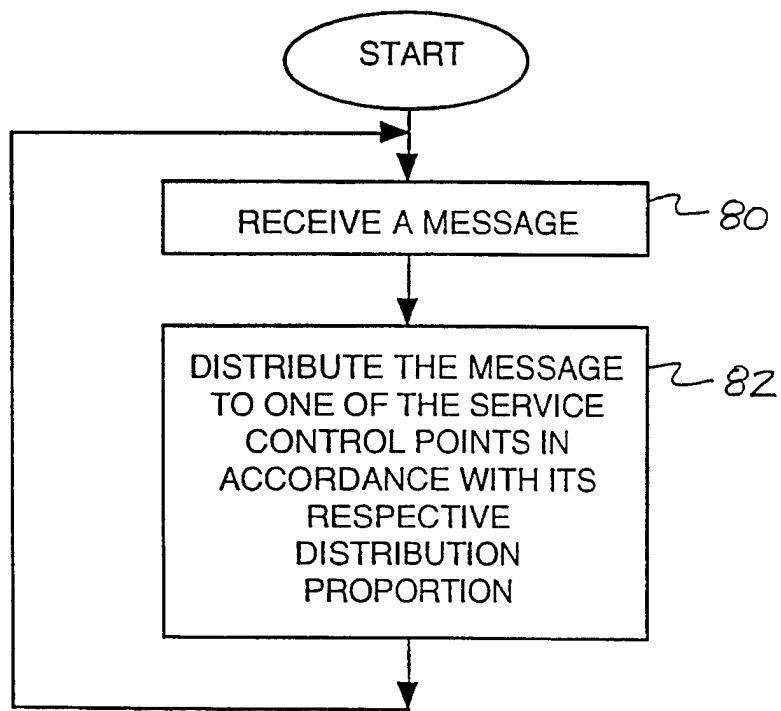 START
RECEIVE A MESSAGE
80
DISTRIBUTE THE MESSAGE
TO ONE OF THE SERVICE
CONTROL POINTS IN
ACCORDANCE WITH ITS
RESPECTIVE
DISTRIBUTION
PROPORTION
82